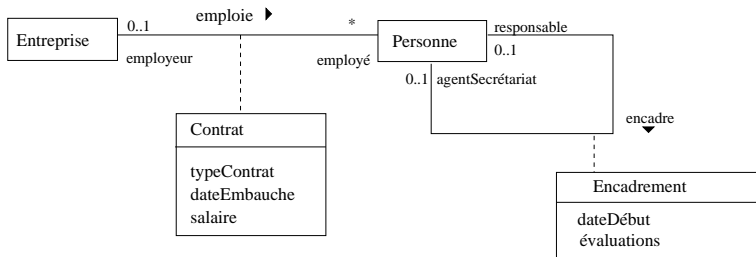 emploie
Entreprise
0..1
employeur
*
employé
Personne
responsable
0..1
0..1
agentSecrétariat
encadre
Contrat
typeContrat
dateEmbauche
salaire
Encadrement
dateDébut
évaluations